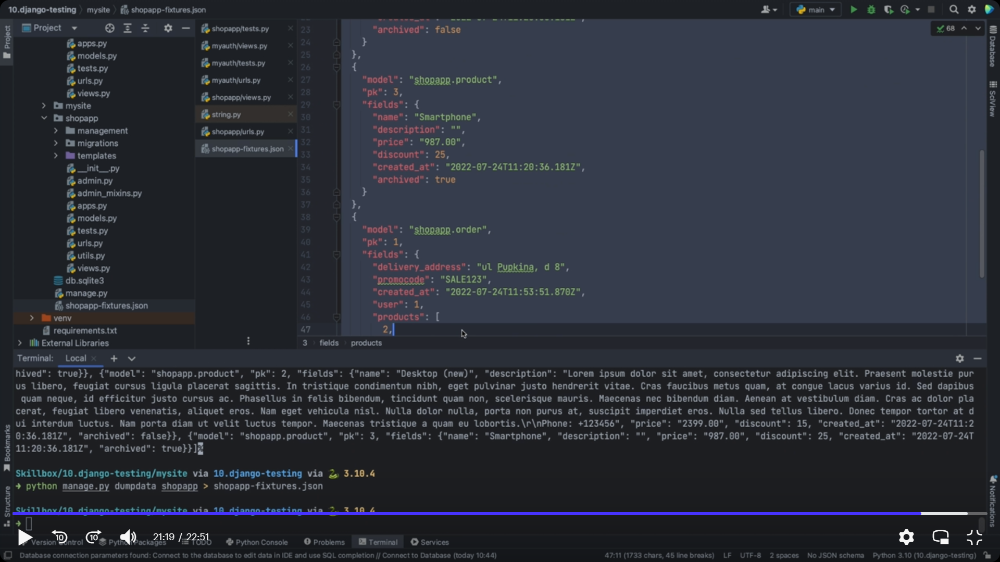 10.django-testing mysite shopapp-fixtures.json
main
Project
apps.py
models.py
tests.py
urls.py
views.py
mysite
shopapp
management
migrations
templates
__init__.py
admin.py
admin_mixins.py
apps.py
models.py
tests.py
urls.py
utils.py
views.py
db.sqlite3
manage.py
shopapp-fixtures.json
venv
requirements.txt
External Libraries
shopapp/tests.py
myauth/views.py
myauth/tests.py
myauth/urls.py
shopapp/views.py
string.py
shopapp/urls.py
shopapp-fixtures.json
68
23 "archived": false
24 }
25 },
26 {
27 "model": "shopapp.product",
28 "pk": 3,
29 "fields": {
30 "name": "Smartphone",
31 "description": "",
32 "price": "987.00",
33 "discount": 25,
34 "created_at": "2022-07-24T11:20:36.181Z",
35 "archived": true
36 }
37 },
38 {
39 "model": "shopapp.order",
40 "pk": 1,
41 "fields": {
42 "delivery_address": "ul Pupkina, d 8",
43 "promocode": "SALE123",
44 "created_at": "2022-07-24T11:53:51.870Z",
45 "user": 1,
46 "products": [
47 2,
3 fields products
Project
Bookmarks
Structure
Database
SciView
Notifications
Terminal: Local
hived": true}}, {"model": "shopapp.product", "pk": 2, "fields": {"name": "Desktop (new)", "description": "Lorem ipsum dolor sit amet, consectetur adipiscing elit. Praesent molestie pur
us libero, feugiat cursus ligula placerat sagittis. In tristique condimentum nibh, eget pulvinar justo hendrerit vitae. Cras faucibus metus quam, at congue lacus varius id. Sed dapibus
quam neque, id efficitur justo cursus ac. Phasellus in felis bibendum, tincidunt quam non, scelerisque mauris. Maecenas nec bibendum diam. Aenean at vestibulum diam. Cras ac dolor pla
cerat, feugiat libero venenatis, aliquet eros. Nam eget vehicula nisl. Nulla dolor nulla, porta non purus at, suscipit imperdiet eros. Nulla sed tellus libero. Donec tempor tortor at d
ui interdum luctus. Nam porta diam ut velit luctus tempor. Maecenas tristique a quam eu lobortis.\r\nPhone: +123456", "price": "2399.00", "discount": 15, "created_at": "2022-07-24T11:2
0:36.181Z", "archived": false}}, {"model": "shopapp.product", "pk": 3, "fields": {"name": "Smartphone", "description": "", "price": "987.00", "discount": 25, "created_at": "2022-07-24T
11:20:36.181Z", "archived": true}}]%
Skillbox/10.django-testing/mysite via 10.django-testing via 3.10.4
➜ python manage.py dumpdata shopapp > shopapp-fixtures.json
Skillbox/10.django-testing/mysite via 10.django-testing via 3.10.4
➜
10 10 21:19 / 22:51
Version Control Python Packages TODO Python Console Problems Terminal Services
Database connection parameters found: Connect to the database to edit data in IDE and use SQL completion // Connect to Database (today 10:44) 47:11 (1733 chars, 45 line breaks) LF UTF-8 2 spaces No JSON schema Python 3.10 (10.django-testing)